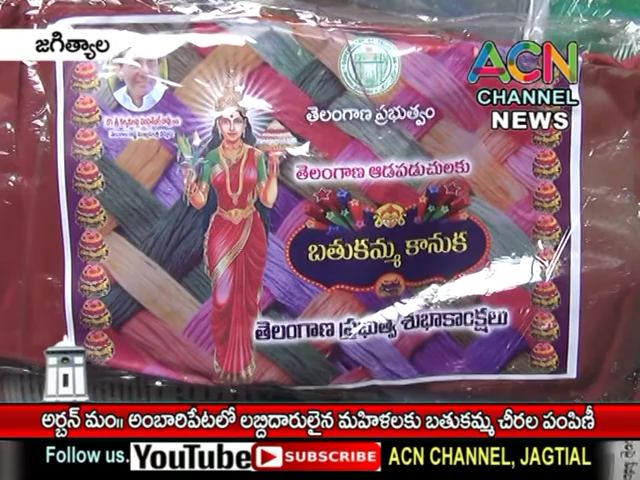 జగిత్యాల
ACN
CHANNEL
NEWS
తెలంగాణ ప్రభుత్వం
తెలంగాణ ఆడపడుచులకు
బతుకమ్మ కానుక
తెలంగాణ ప్రభుత్వ శుభాకాంక్షలు
అర్బన్ మం॥ అంబారిపేటలో లబ్దిదారులైన మహిళలకు బతుకమ్మ చీరల పంపిణీ
Follow us. YouTube SUBSCRIBE ACN CHANNEL, JAGTIAL